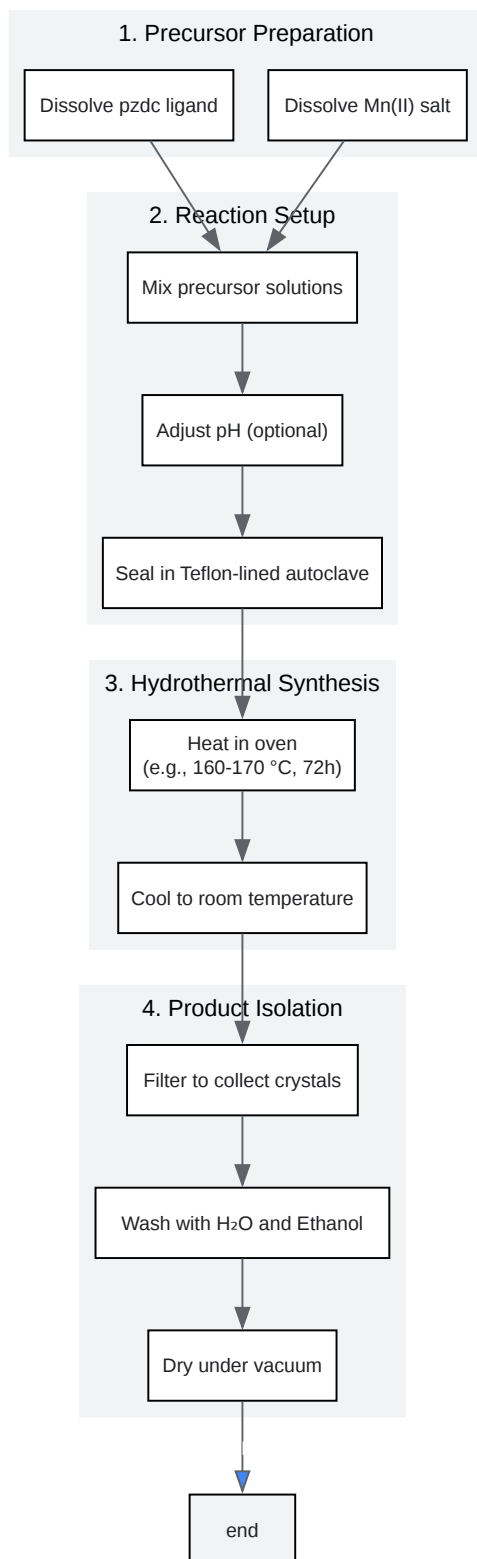 1. Precursor Preparation
Dissolve pzdc ligand
Dissolve Mn(II) salt
2. Reaction Setup
Mix precursor solutions
Adjust pH (optional)
Seal in Teflon-lined autoclave
3. Hydrothermal Synthesis
Heat in oven
(e.g., 160-170 °C, 72h)
Cool to room temperature
4. Product Isolation
Filter to collect crystals
Wash with H₂O and Ethanol
Dry under vacuum
end